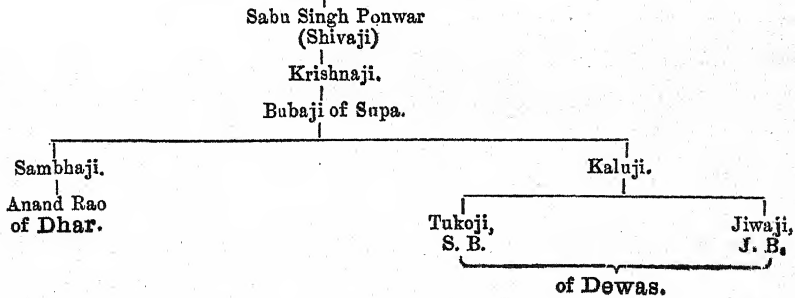 Sabu Singh Ponwar
(Shivaji)
Krishnaji.
Bubaji of Supa.
Sambhaji. Kaluji.
Anand Rao
of Dhar.
Tukoji, Jiwaji,
S. B. J. B.
of Dewas.